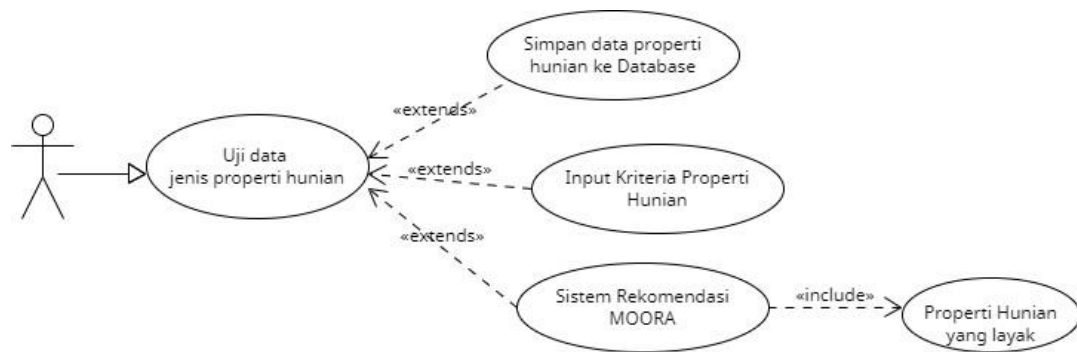 Simpan data properti
hunian ke Database
«extends»
Uji data
jenis properti hunian
«extends»
Input Kriteria Properti
Hunian
«extends»
Sistem Rekomendasi
MOORA
«include»
Properti Hunian
yang layak